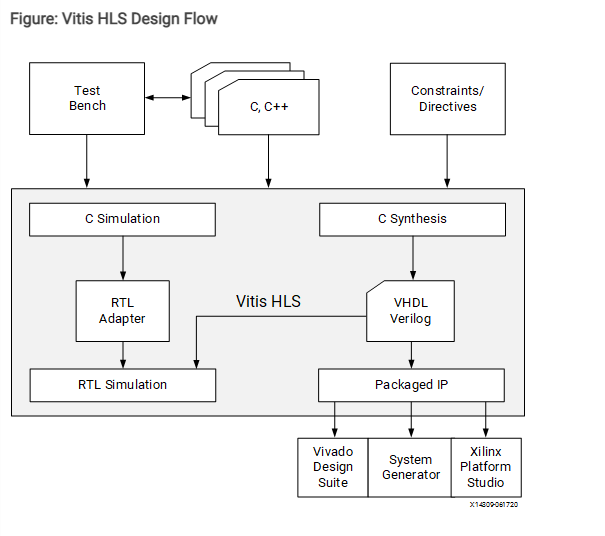 Figure: Vitis HLS Design Flow
Test
Bench
C, C++
Constraints/
Directives
C Simulation
C Synthesis
RTL
Adapter
Vitis HLS
VHDL
Verilog
RTL Simulation
Packaged IP
Vivado
Design
Suite
System
Generator
Xilinx
Platform
Studio
X14309-061720